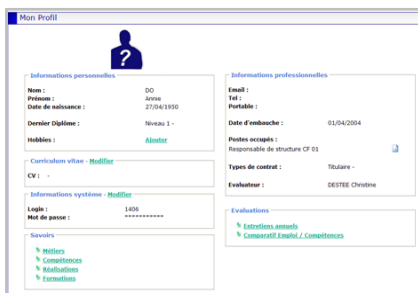 Mon Profil
?
Informations personnelles
Nom : DO
Prénom : Annie
Date de naissance : 27/04/1950
Dernier Diplôme : Niveau 1 -
Hobbies : Ajouter
Curriculum vitae - Modifier
CV : -
Informations système - Modifier
Login : 1406
Mot de passe : ***********
Savoirs
Métiers
Compétences
Réalisations
Formations
Informations professionnelles
Email :
Tel :
Portable :
Date d'embauche : 01/04/2004
Postes occupés :
Responsable de structure CF 01
Types de contrat : Titulaire -
Evaluateur : DESTEE Christine
Evaluations
Entretiens annuels
Comparatif Emploi / Compétences